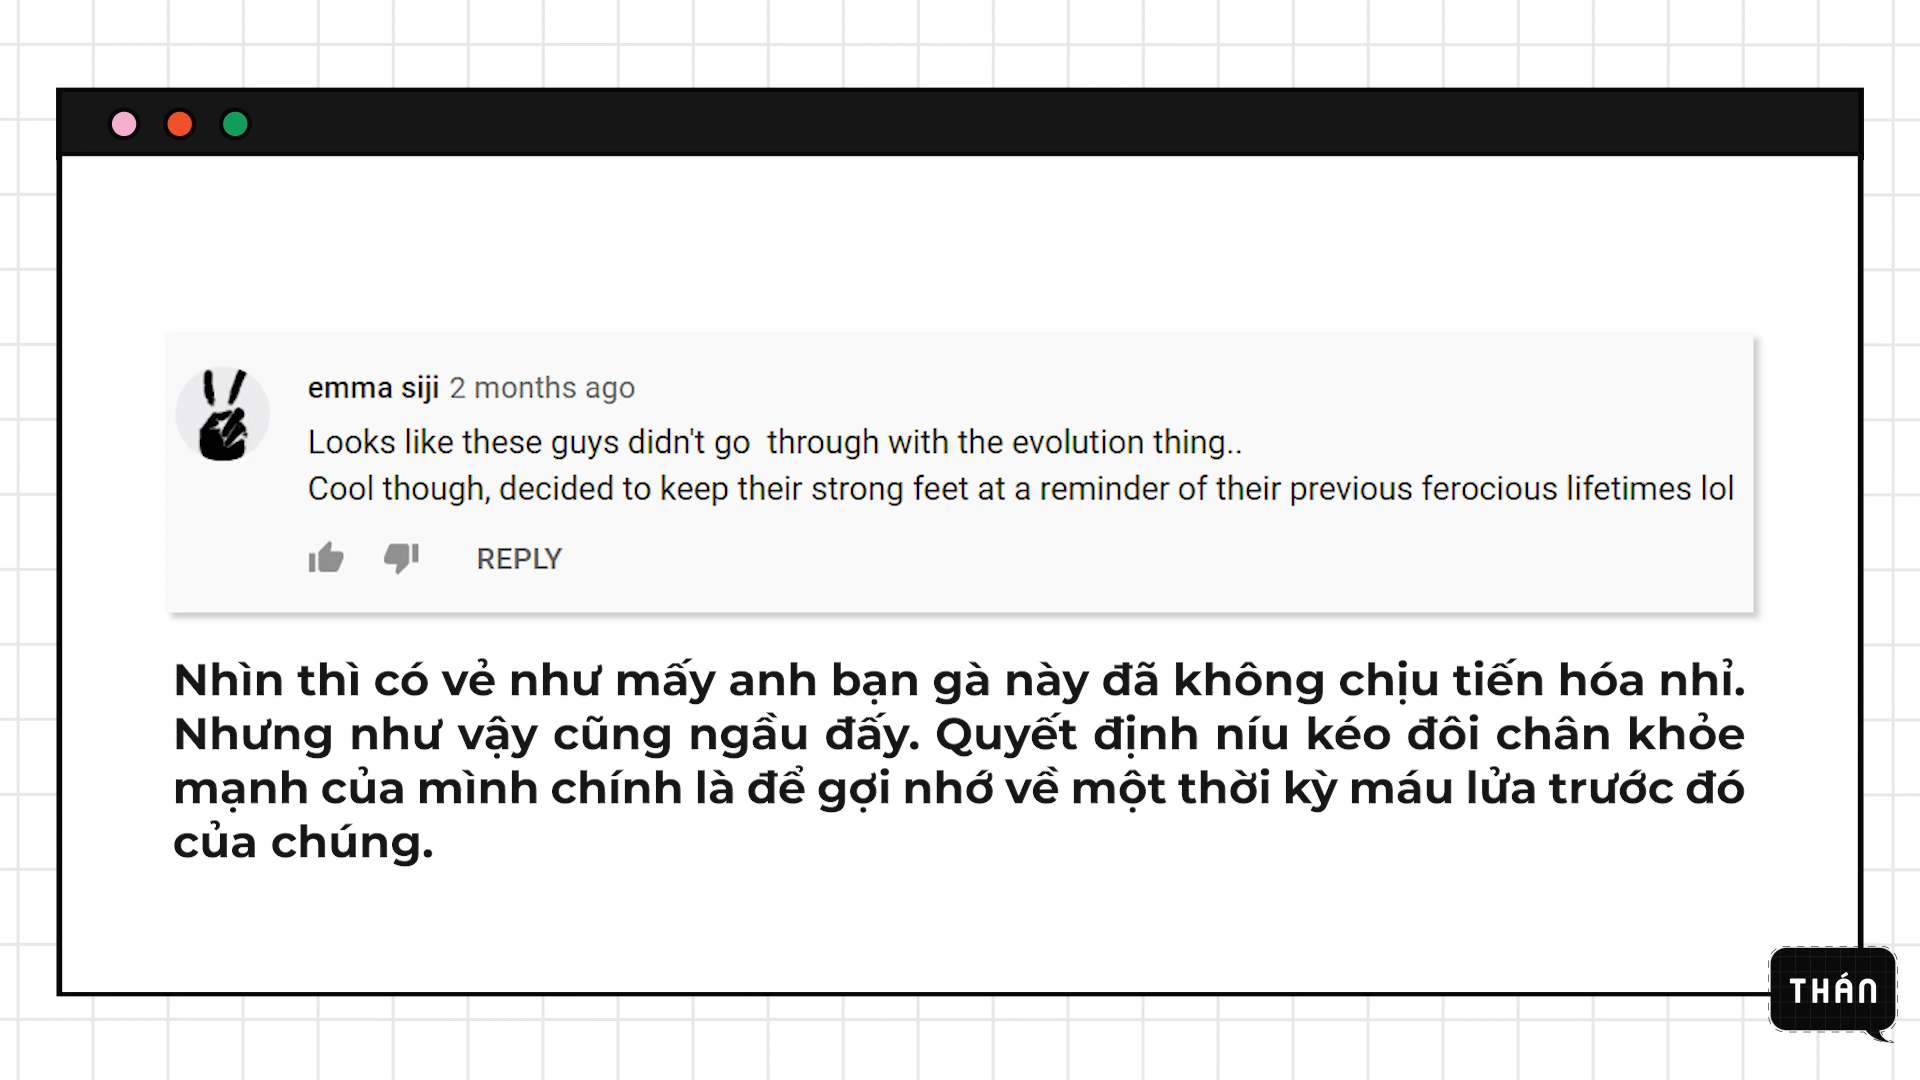 emma siji 2 months ago
Looks like these guys didn't go  through with the evolution thing..
Cool though, decided to keep their strong feet at a reminder of their previous ferocious lifetimes lol
REPLY
Nhìn thì có vẻ như mấy anh bạn gà này đã không chịu tiến hóa nhỉ.
Nhưng như vậy cũng ngầu đấy. Quyết định níu kéo đôi chân khỏe
mạnh của mình chính là để gợi nhớ về một thời kỳ máu lửa trước đó
của chúng.
THÁN